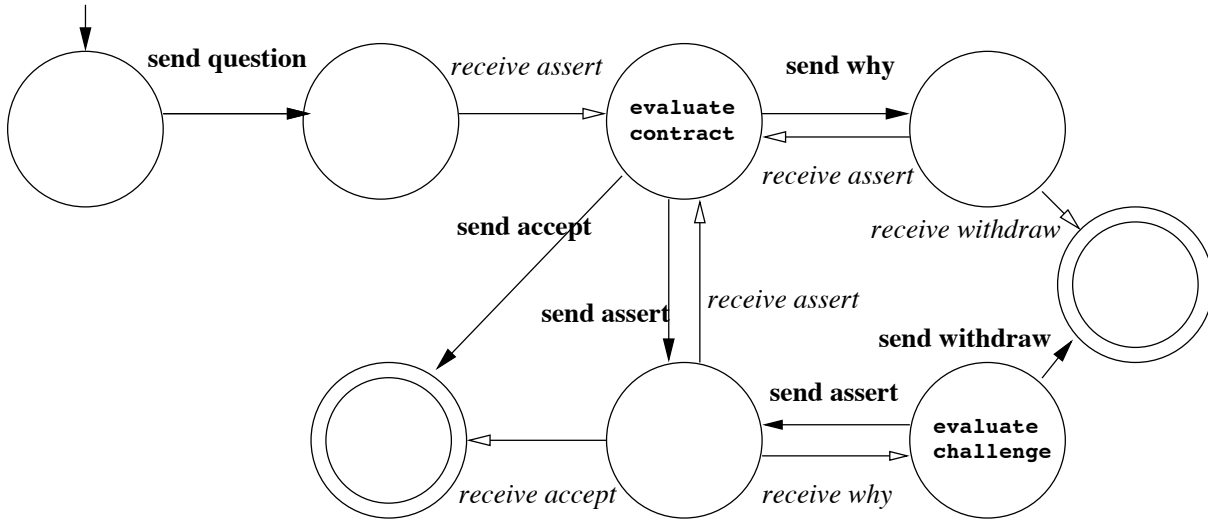 send question
receive assert
send why
evaluate
contract
receive assert
send accept
receive withdraw
send assert
receive assert
send withdraw
send assert
evaluate
challenge
receive accept
receive why